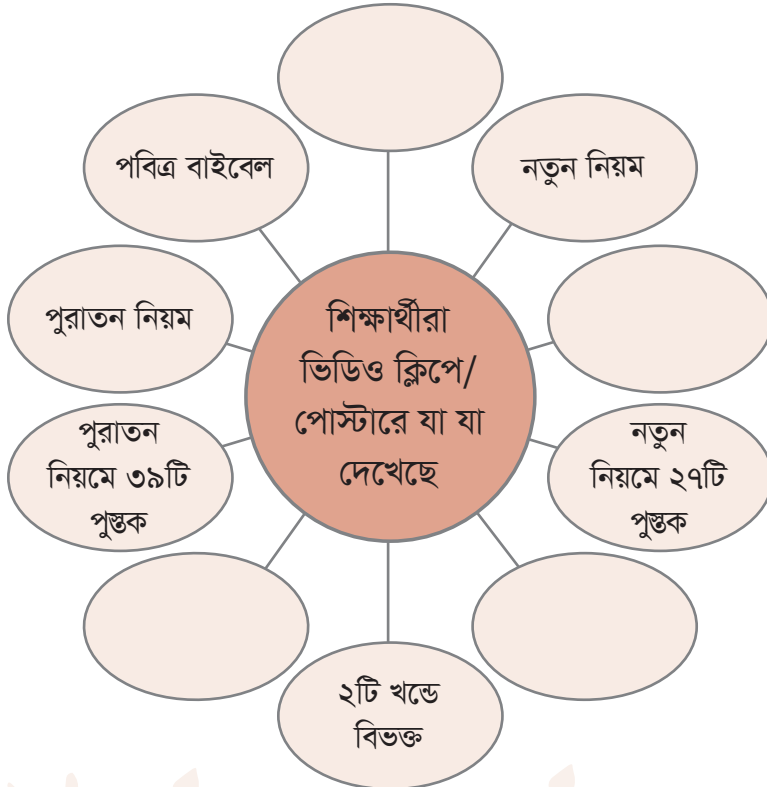 পবিত্র বাইবেল
নতুন নিয়ম
পুরাতন নিয়ম
শিক্ষার্থীরা
ভিডিও ক্লিপে/
পোস্টারে যা যা
দেখেছে
পুরাতন
নিয়মে ৩৯টি
পুস্তক
নতুন
নিয়মে ২৭টি
পুস্তক
২টি খন্ডে
বিভক্ত